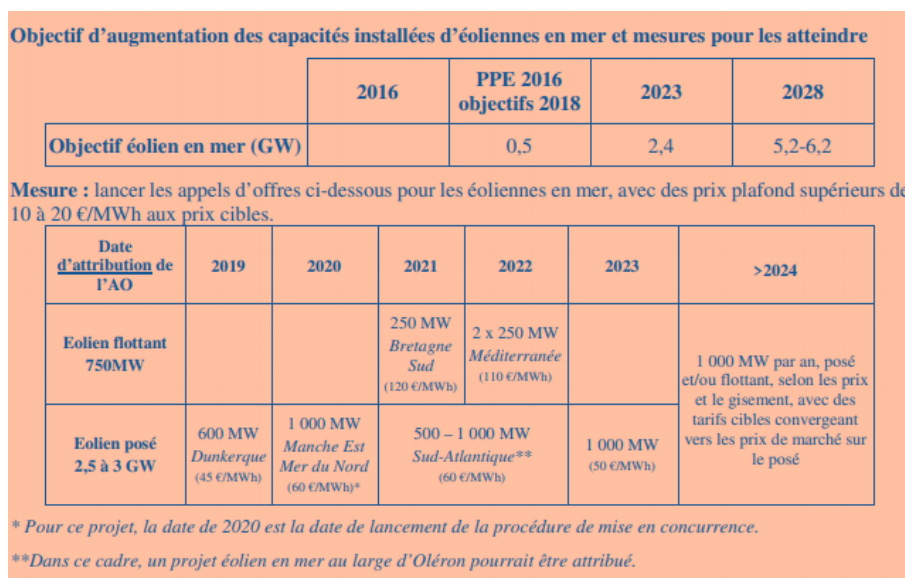 Objectif d'augmentation des capacités installées d'éoliennes en mer et mesures pour les atteindre
2016
PPE 2016
objectifs 2018
2023
2028
Objectif éolien en mer (GW)
0,5
2,4
5,2-6,2
Mesure : lancer les appels d'offres ci-dessous pour les éoliennes en mer, avec des prix plafond supérieurs de
10 à 20 €/MWh aux prix cibles.
Date
d'attribution de
l'AO
2019
2020
2021
2022
2023
>2024
Eolien flottant
750MW
250 MW
Bretagne
Sud
(120 €/MWh)
2 x 250 MW
Méditerranée
(110 €/MWh)
1 000 MW par an, posé
et/ou flottant, selon les prix
et le gisement, avec des
tarifs cibles convergeant
vers les prix de marché sur
le posé
Eolien posé
2,5 à 3 GW
600 MW
Dunkerque
(45 €/MWh)
1 000 MW
Manche Est
Mer du Nord
(60 €/MWh)*
500 – 1 000 MW
Sud-Atlantique**
(60 €/MWh)
1 000 MW
(50 €/MWh)
* Pour ce projet, la date de 2020 est la date de lancement de la procédure de mise en concurrence.
**Dans ce cadre, un projet éolien en mer au large d'Oléron pourrait être attribué.